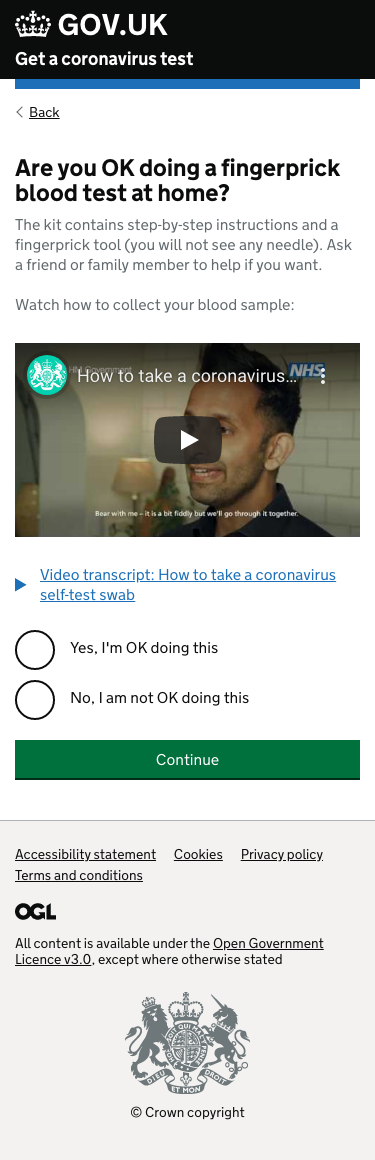 GOV.UK
Get a coronavirus test
Back
Are you OK doing a fingerprick
blood test at home?
The kit contains step-by-step instructions and a
fingerprick tool (you will not see any needle). Ask
a friend or family member to help if you want.
Watch how to collect your blood sample:
HM Government
NHS
How to take a coronavirus...
Bear with me – it is a bit fiddly but we'll go through it together.
Video transcript: How to take a coronavirus
self-test swab
Yes, I'm OK doing this
No, I am not OK doing this
Continue
Accessibility statement Cookies Privacy policy
Terms and conditions
OGL
All content is available under the Open Government
Licence v3.0, except where otherwise stated
DIEU ET MON DROIT
© Crown copyright